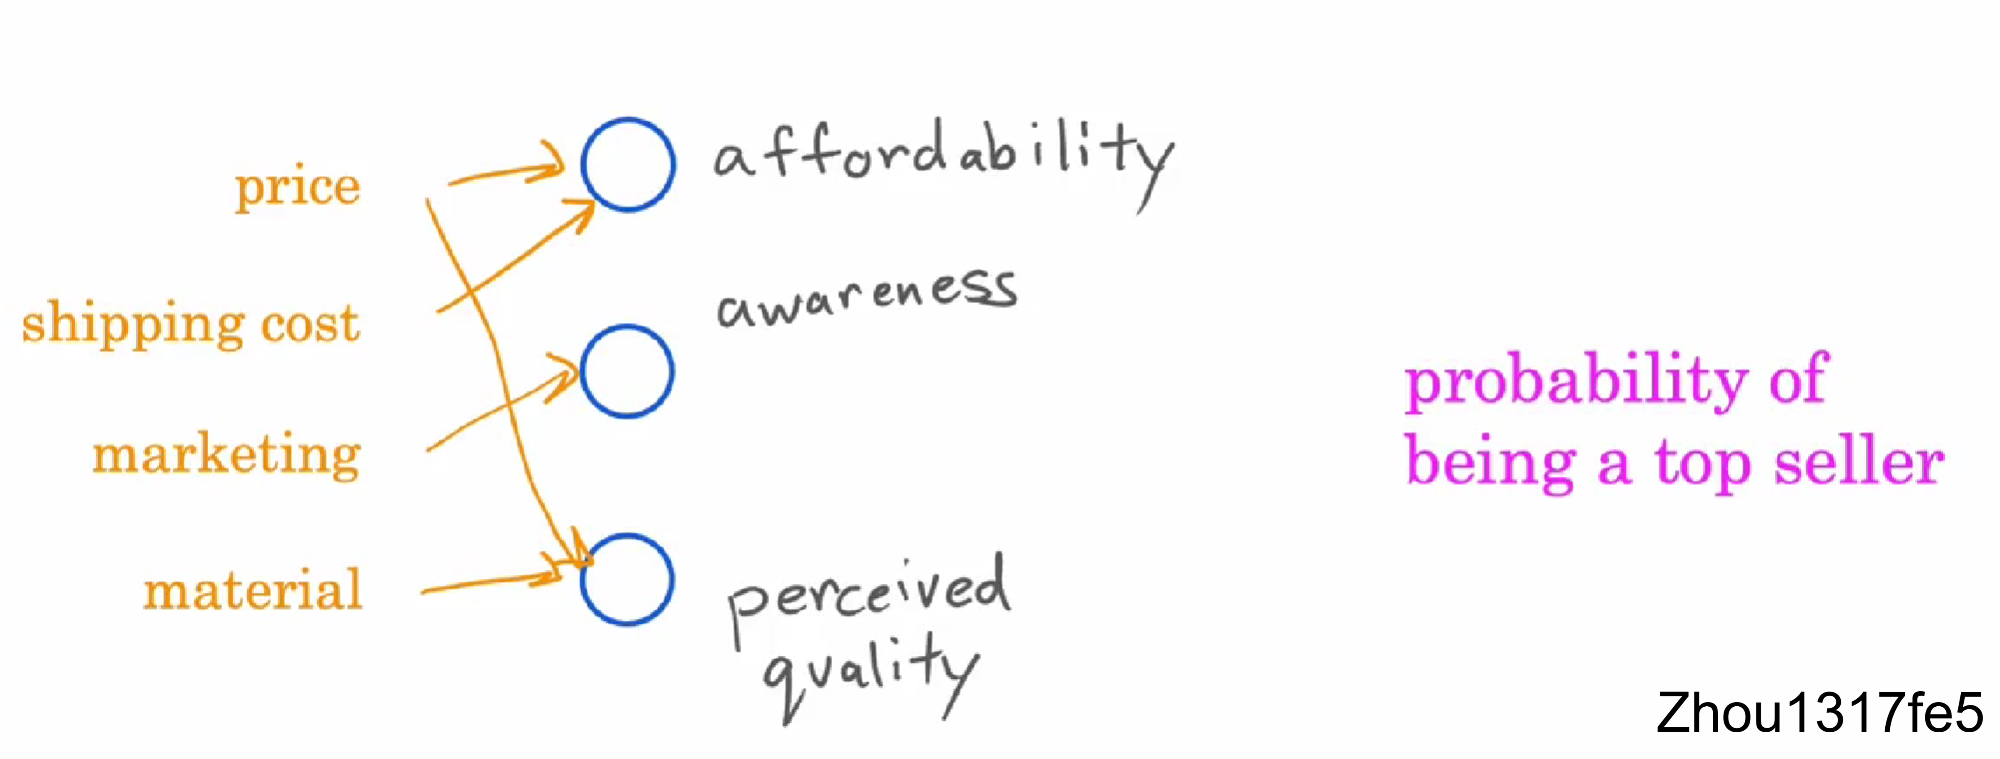 price
shipping cost
marketing
material
affordability
awareness
perceived
quality
probability of
being a top seller
Zhou1317fe5